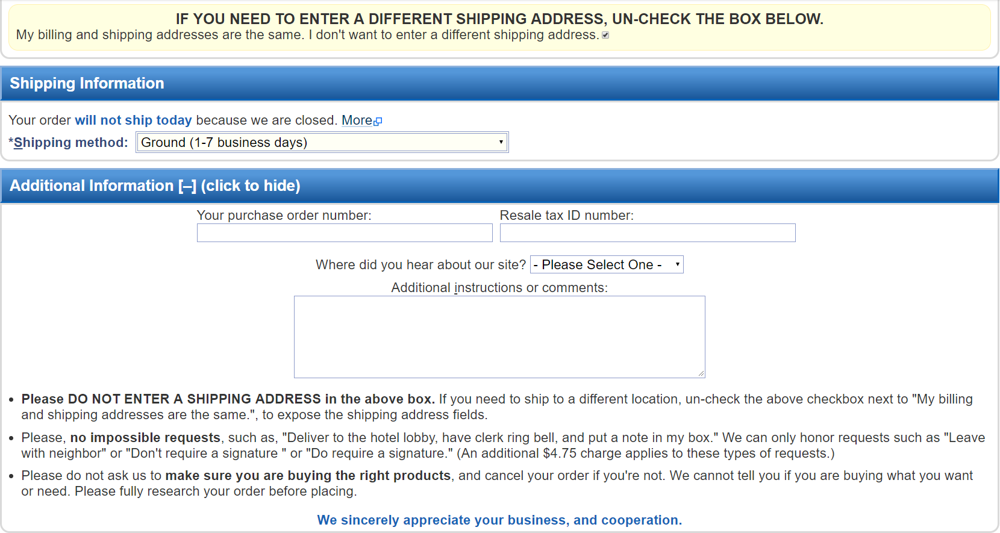 IF YOU NEED TO ENTER A DIFFERENT SHIPPING ADDRESS, UN-CHECK THE BOX BELOW.
My billing and shipping addresses are the same. I don't want to enter a different shipping address.
Shipping Information
Your order will not ship today because we are closed. More
*Shipping method: Ground (1-7 business days)
Additional Information [–] (click to hide)
Your purchase order number: Resale tax ID number:
Where did you hear about our site? - Please Select One -
Additional instructions or comments:
• Please DO NOT ENTER A SHIPPING ADDRESS in the above box. If you need to ship to a different location, un-check the above checkbox next to "My billing
and shipping addresses are the same.", to expose the shipping address fields.
• Please, no impossible requests, such as, "Deliver to the hotel lobby, have clerk ring bell, and put a note in my box." We can only honor requests such as "Leave
with neighbor" or "Don't require a signature " or "Do require a signature." (An additional $4.75 charge applies to these types of requests.)
• Please do not ask us to make sure you are buying the right products, and cancel your order if you're not. We cannot tell you if you are buying what you want
or need. Please fully research your order before placing.
We sincerely appreciate your business, and cooperation.